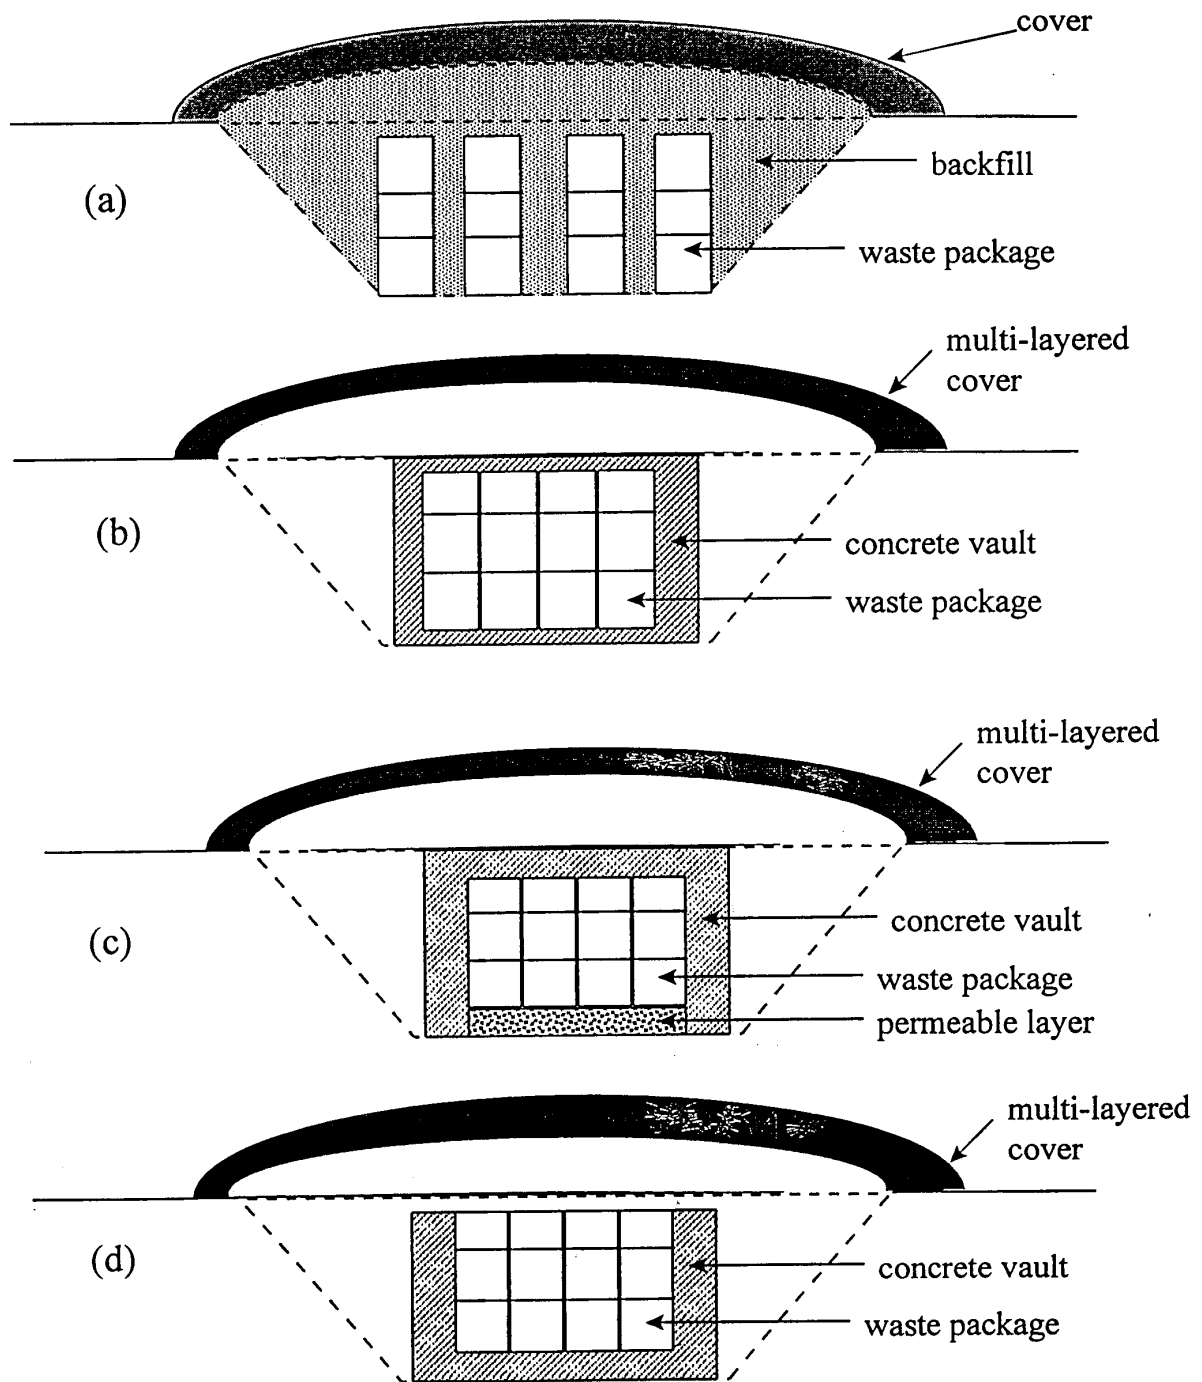 cover
backfill
(a)
waste package
multi-layered
cover
(b)
concrete vault
waste package
multi-layered
cover
concrete vault
(c)
waste package
permeable layer
multi-layered
cover
(d)
concrete vault
waste package